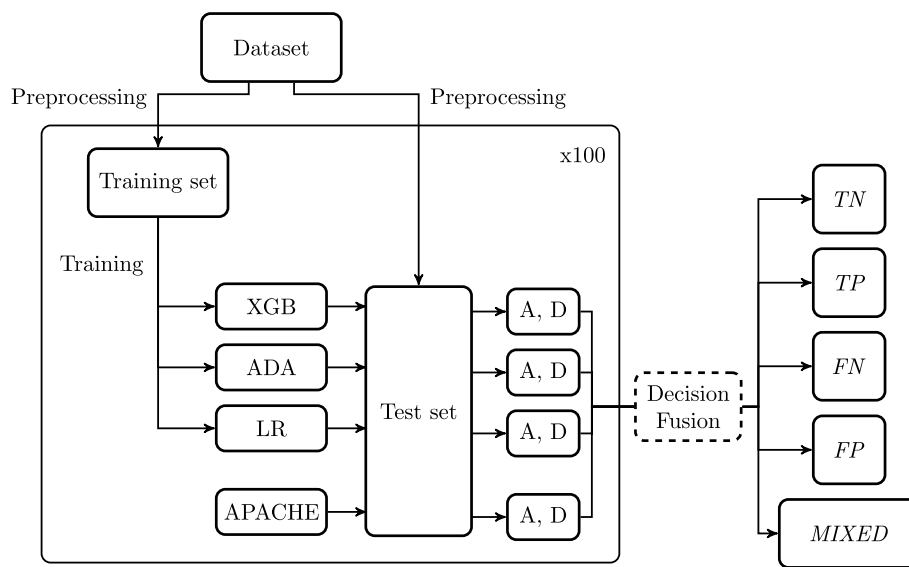 Dataset
Preprocessing
Preprocessing
x100
Training set
Training
XGB
ADA
LR
APACHE
Test set
A, D
A, D
A, D
A, D
Decision
Fusion
TN
TP
FN
FP
MIXED